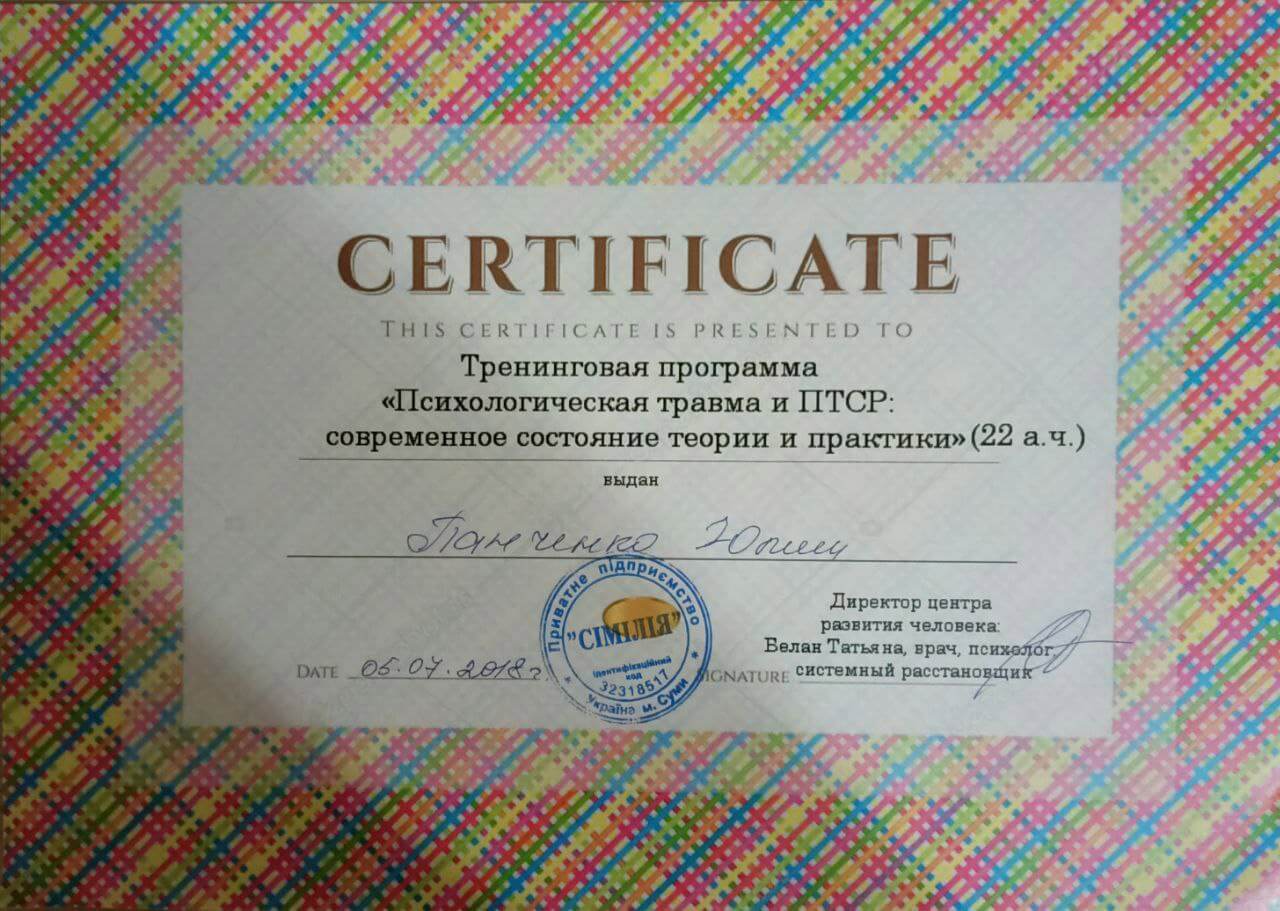 CERTIFICATE
THIS CERTIFICATE IS PRESENTED TO
Тренинговая программа
«Психологическая травма и ПТСР:
современное состояние теории и практики» (22 а.ч.)
выдан
Панченко Юлии
Приватне підприємство
"СІМІЛІЯ"
ідентифікаційний
код
32318517
Україна м. Суми
Директор центра
развития человека:
Белан Татьяна, врач, психолог,
системный расстановщик
DATE 05.07.2018г.
SIGNATURE